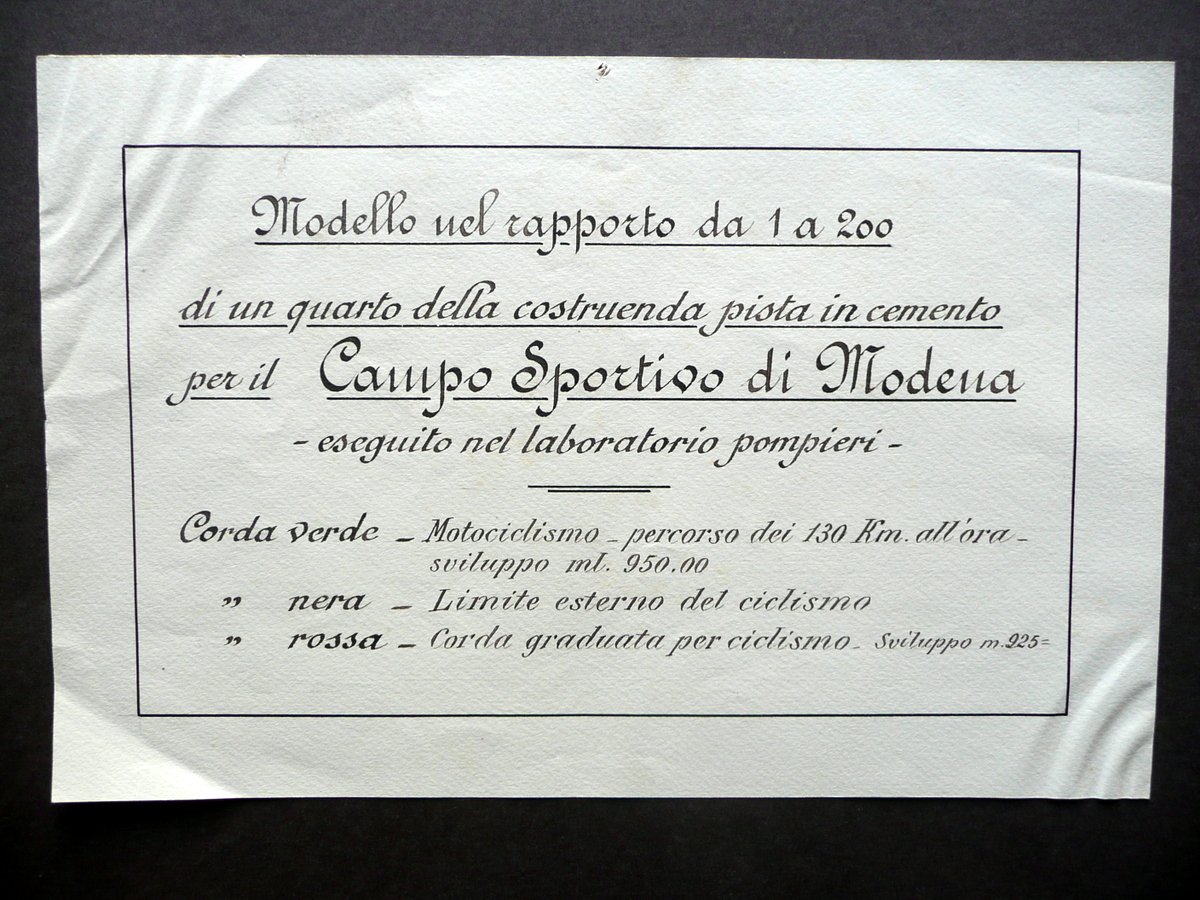 Modello nel rapporto da 1 a 200
di un quarto della costruenda pista in cemento
per il Campo Sportivo di Modena
- eseguito nel laboratorio pompieri -
Corda verde - Motociclismo - percorso dei 130 Km. all'ora -
sviluppo ml. 950.00
" nera - Limite esterno del ciclismo
" rossa - Corda graduata per ciclismo - Sviluppo m. 925=